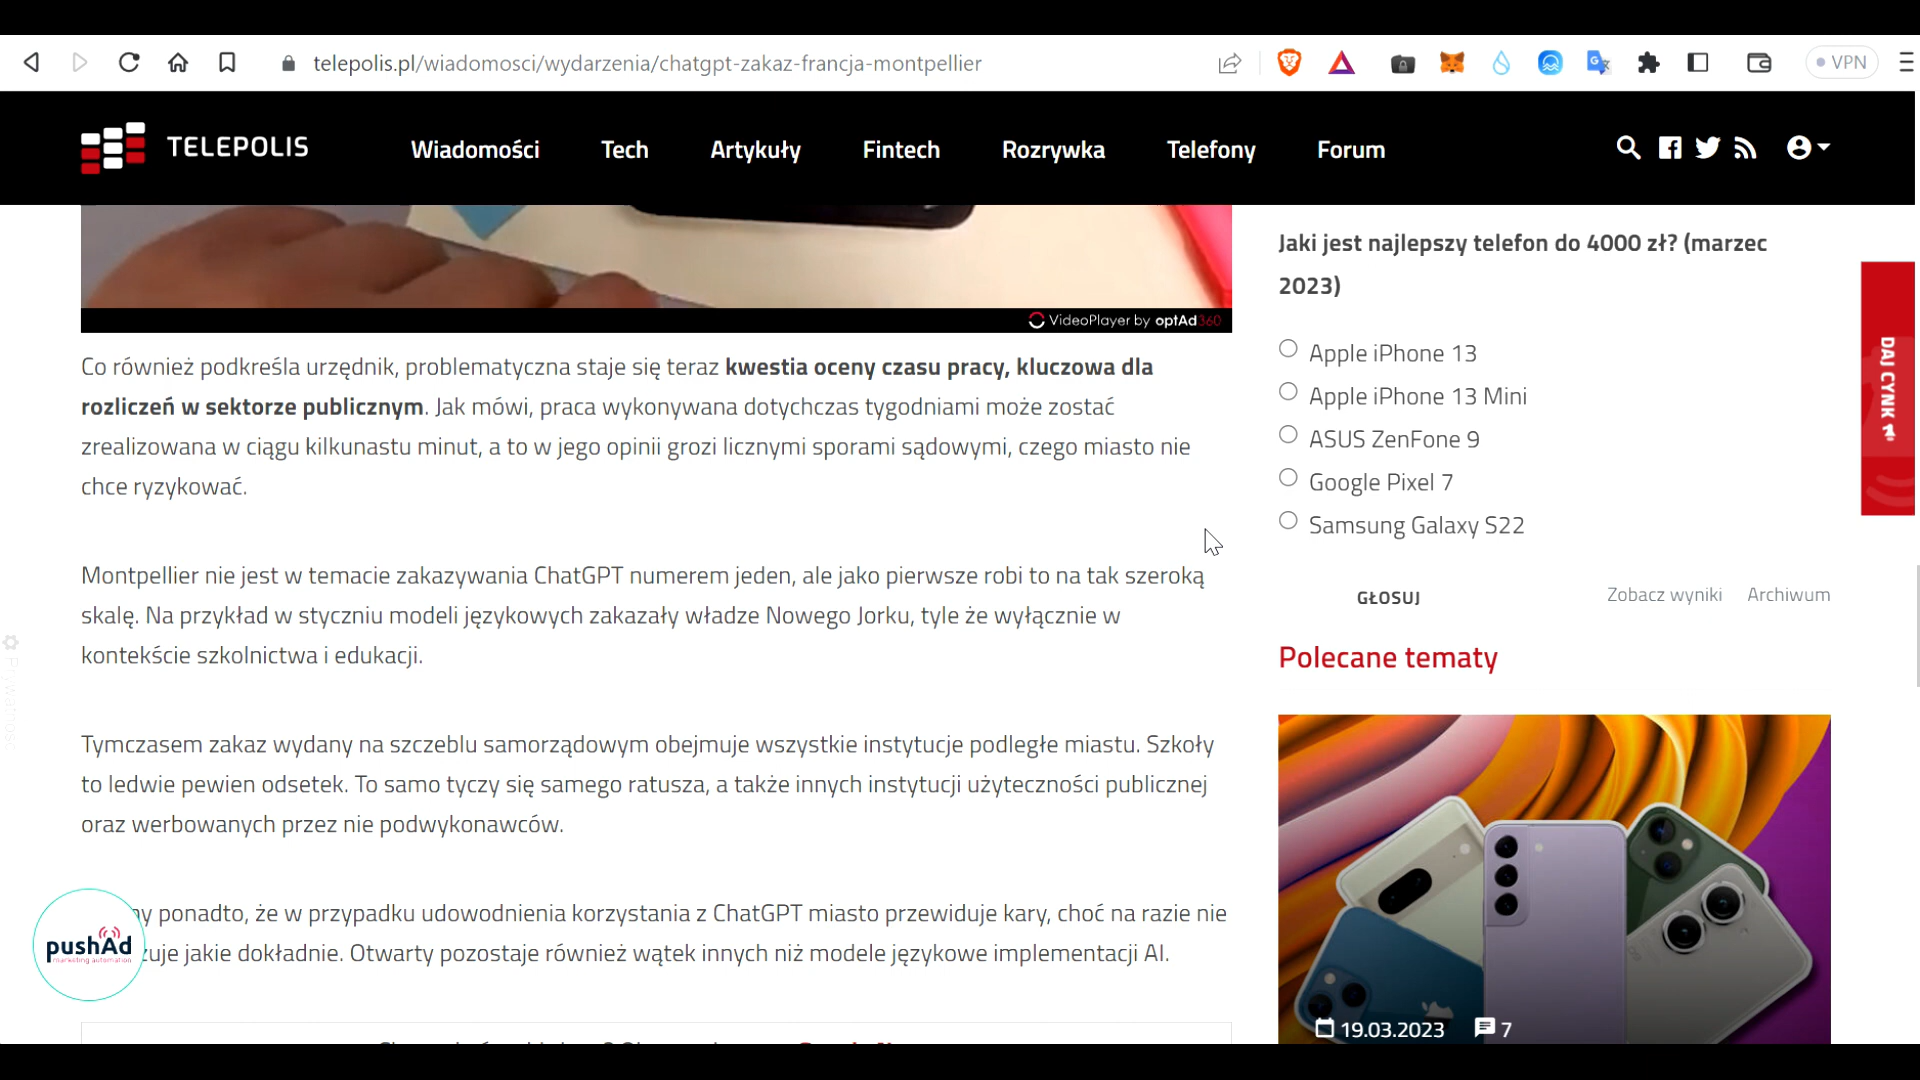 telepolis.pl/wiadomosci/wydarzenia/chatgpt-zakaz-francja-montpellier
VPN
TELEPOLIS
Wiadomości Tech Artykuły Fintech Rozrywka Telefony Forum
VideoPlayer by optAd360
Co również podkreśla urzędnik, problematyczna staje się teraz kwestia oceny czasu pracy, kluczowa dla
rozliczeń w sektorze publicznym. Jak mówi, praca wykonywana dotychczas tygodniami może zostać
zrealizowana w ciągu kilkunastu minut, a to w jego opinii grozi licznymi sporami sądowymi, czego miasto nie
chce ryzykować.
Montpellier nie jest w temacie zakazywania ChatGPT numerem jeden, ale jako pierwsze robi to na tak szeroką
skalę. Na przykład w styczniu modeli językowych zakazały władze Nowego Jorku, tyle że wyłącznie w
kontekście szkolnictwa i edukacji.
Tymczasem zakaz wydany na szczeblu samorządowym obejmuje wszystkie instytucje podległe miastu. Szkoły
to ledwie pewien odsetek. To samo tyczy się samego ratusza, a także innych instytucji użyteczności publicznej
oraz werbowanych przez nie podwykonawców.
ponadto, że w przypadku udowodnienia korzystania z ChatGPT miasto przewiduje kary, choć na razie nie
jakie dokładnie. Otwarty pozostaje również wątek innych niż modele językowe implementacji AI.
pushAd
marketing automation
Prywatność
Jaki jest najlepszy telefon do 4000 zł? (marzec
2023)
Apple iPhone 13
Apple iPhone 13 Mini
ASUS ZenFone 9
Google Pixel 7
Samsung Galaxy S22
GŁOSUJ Zobacz wyniki Archiwum
Polecane tematy
19.03.2023 7
DAJ CYNK